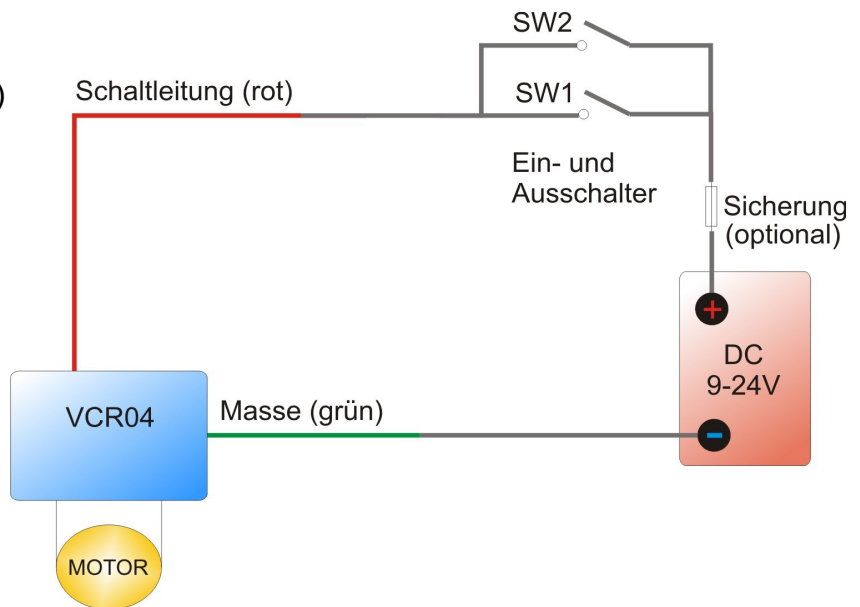 SW2
)
Schaltleitung (rot)
SW1
Ein- und
Ausschalter
Sicherung
(optional)
+
DC
9-24V
VCR04
Masse (grün)
-
MOTOR